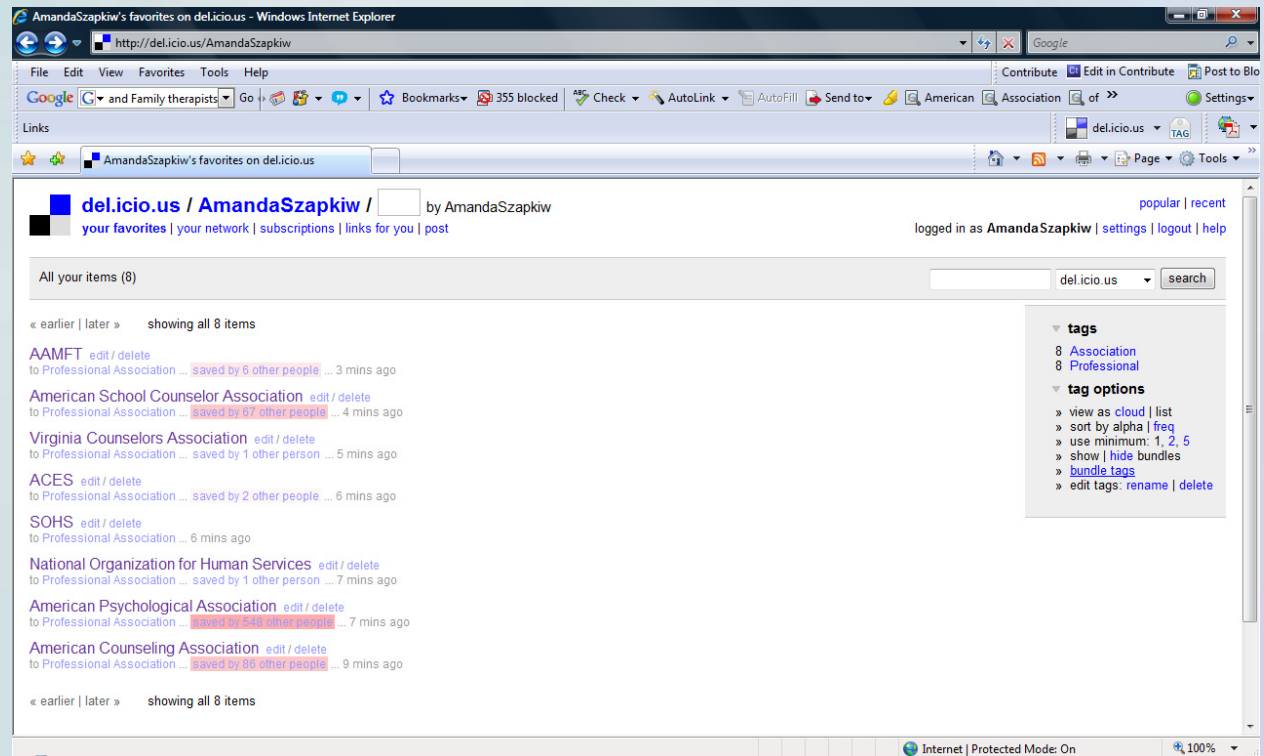 AmandaSzapkiw's favorites on del.icio.us - Windows Internet Explorer
http://del.icio.us/AmandaSzapkiw
Google
File Edit View Favorites Tools Help
Contribute Edit in Contribute Post to Blo
Google G and Family therapists Go Bookmarks 355 blocked ABC Check AutoLink AutoFill Send to American Association of » Settings
Links
del.icio.us TAG
AmandaSzapkiw's favorites on del.icio.us
Page Tools »
del.icio.us / AmandaSzapkiw / by AmandaSzapkiw
popular | recent
your favorites | your network | subscriptions | links for you | post
logged in as AmandaSzapkiw | settings | logout | help
All your items (8)
del.icio.us search
« earlier | later » showing all 8 items
AAMFT edit / delete
to Professional Association ... saved by 6 other people ... 3 mins ago
American School Counselor Association edit / delete
to Professional Association ... saved by 67 other people ... 4 mins ago
Virginia Counselors Association edit / delete
to Professional Association ... saved by 1 other person ... 5 mins ago
ACES edit / delete
to Professional Association ... saved by 2 other people ... 6 mins ago
SOHS edit / delete
to Professional Association ... 6 mins ago
National Organization for Human Services edit / delete
to Professional Association ... saved by 1 other person ... 7 mins ago
American Psychological Association edit / delete
to Professional Association ... saved by 548 other people ... 7 mins ago
American Counseling Association edit / delete
to Professional Association ... saved by 86 other people ... 9 mins ago
« earlier | later » showing all 8 items
tags
8 Association
8 Professional
tag options
» view as cloud | list
» sort by alpha | freq
» use minimum: 1, 2, 5
» show | hide bundles
» bundle tags
» edit tags: rename | delete
Internet | Protected Mode: On
100%